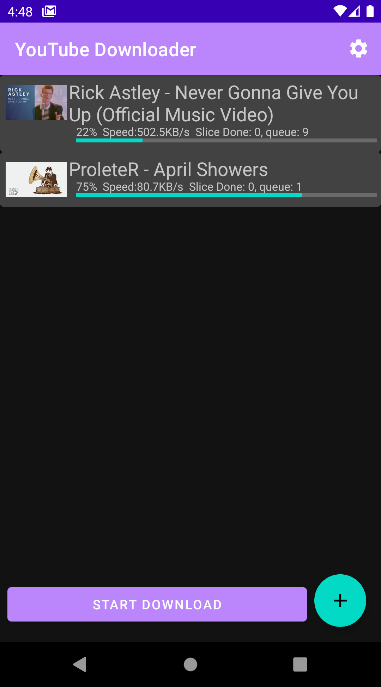 4:48
YouTube Downloader
RICK
ASTLEY
Rick Astley - Never Gonna Give You
Up (Official Music Video)
22% Speed:502.5KB/s Slice Done: 0, queue: 9
ProleteR - April Showers
75% Speed:80.7KB/s Slice Done: 0, queue: 1
START DOWNLOAD